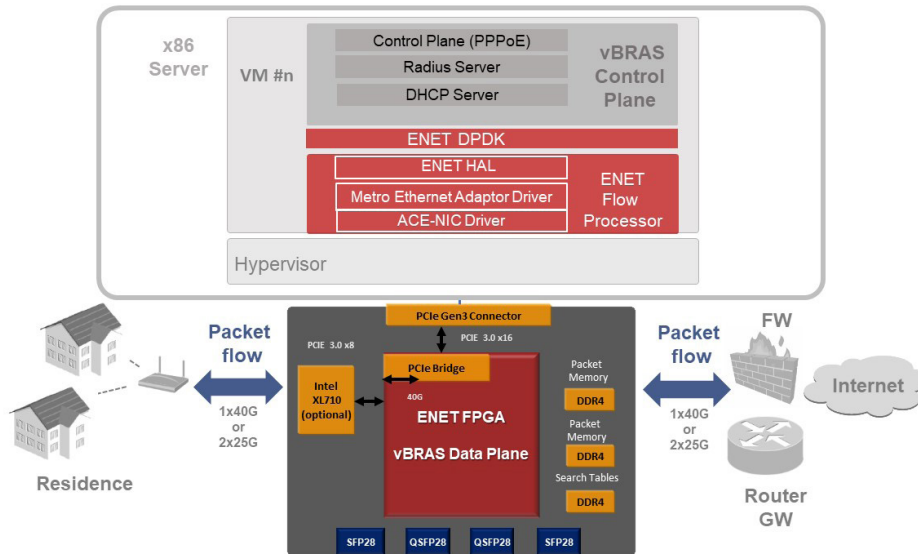 x86
Server
VM #n
Control Plane (PPPoE)
Radius Server
DHCP Server
vBRAS
Control
Plane
ENET DPDK
ENET HAL
Metro Ethernet Adaptor Driver
ACE-NIC Driver
ENET
Flow
Processor
Hypervisor
Packet
flow
1x40G
or
2x25G
Residence
PCIe Gen3 Connector
PCIE 3.0 x8
PCIE 3.0 x16
PCIe Bridge
Intel
XL710
(optional)
40G
ENET FPGA
vBRAS Data Plane
Packet
Memory
DDR4
Packet
Memory
DDR4
Search Tables
DDR4
SFP28
QSFP28
QSFP28
SFP28
Packet
flow
1x40G
or
2x25G
FW
Internet
Router
GW